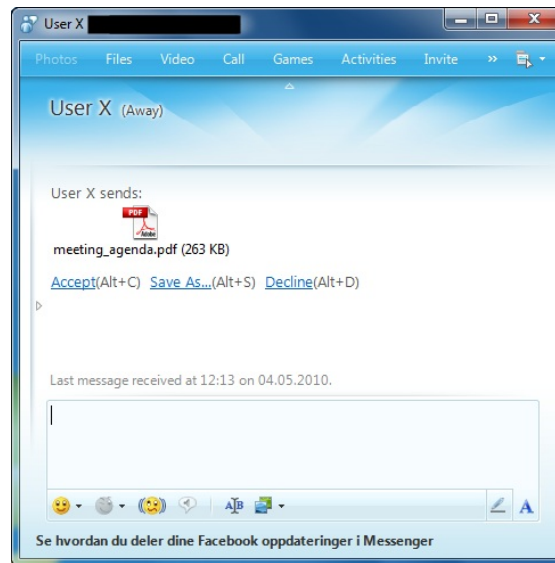 User X
Photos Files Video Call Games Activities Invite »
User X (Away)
User X sends:
PDF
Adobe
meeting_agenda.pdf (263 KB)
Accept(Alt+C) Save As...(Alt+S) Decline(Alt+D)
Last message received at 12:13 on 04.05.2010.
AB
A
Se hvordan du deler dine Facebook oppdateringer i Messenger